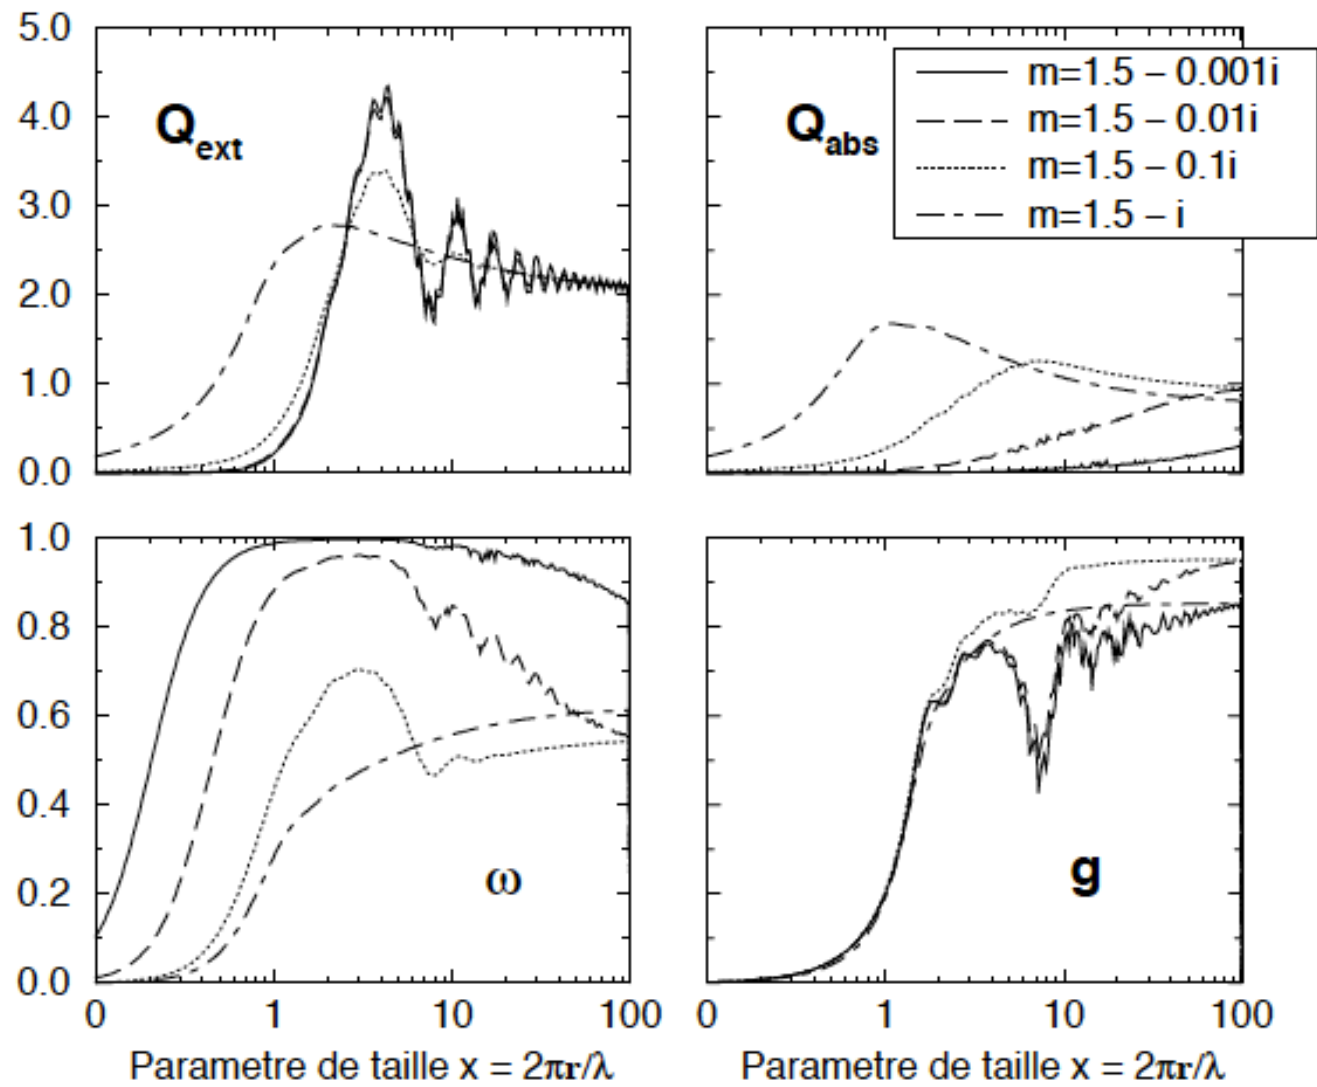 5.0
4.0
3.0
2.0
1.0
0.0
Qext
Qabs
m=1.5 – 0.001i
m=1.5 – 0.01i
m=1.5 – 0.1i
m=1.5 – i
1.0
0.8
0.6
0.4
0.2
0.0
ω
g
0 1 10 100
0 1 10 100
Parametre de taille x = 2πr/λ
Parametre de taille x = 2πr/λ